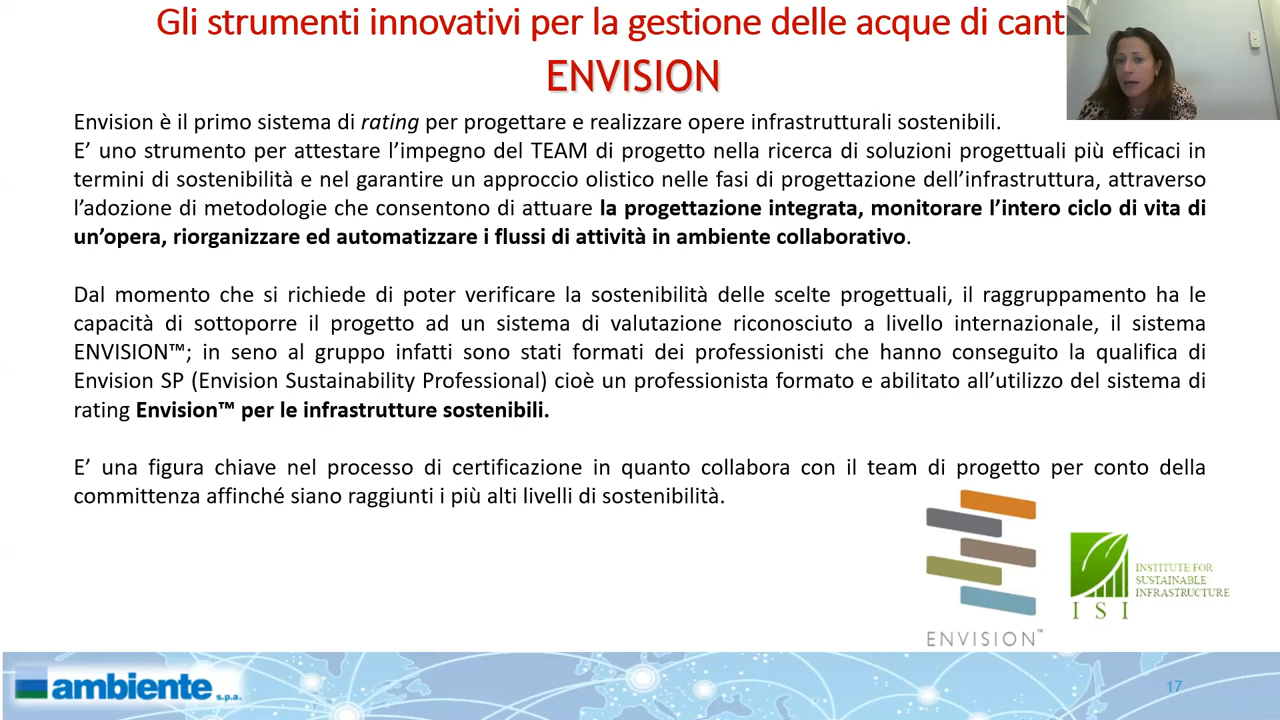 Gli strumenti innovativi per la gestione delle acque di cant
ENVISION
Envision è il primo sistema di rating per progettare e realizzare opere infrastrutturali sostenibili.
E’ uno strumento per attestare l’impegno del TEAM di progetto nella ricerca di soluzioni progettuali più efficaci in
termini di sostenibilità e nel garantire un approccio olistico nelle fasi di progettazione dell’infrastruttura, attraverso
l’adozione di metodologie che consentono di attuare la progettazione integrata, monitorare l’intero ciclo di vita di
un’opera, riorganizzare ed automatizzare i flussi di attività in ambiente collaborativo.
Dal momento che si richiede di poter verificare la sostenibilità delle scelte progettuali, il raggruppamento ha le
capacità di sottoporre il progetto ad un sistema di valutazione riconosciuto a livello internazionale, il sistema
ENVISION™; in seno al gruppo infatti sono stati formati dei professionisti che hanno conseguito la qualifica di
Envision SP (Envision Sustainability Professional) cioè un professionista formato e abilitato all’utilizzo del sistema di
rating Envision™ per le infrastrutture sostenibili.
E’ una figura chiave nel processo di certificazione in quanto collabora con il team di progetto per conto della
committenza affinché siano raggiunti i più alti livelli di sostenibilità.
ENVISION™
ISI
INSTITUTE FOR
SUSTAINABLE
INFRASTRUCTURE
ambiente s.p.a.
17